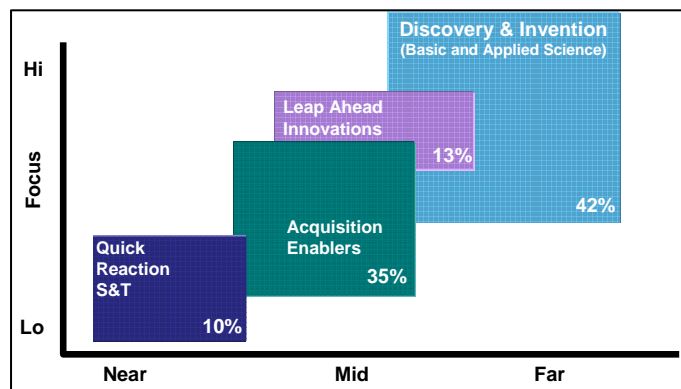 Discovery & Invention
(Basic and Applied Science)
Hi
Leap Ahead
Innovations
13%
Focus
42%
Acquisition
Enablers
35%
Quick
Reaction
S&T
10%
Lo
Near
Mid
Far